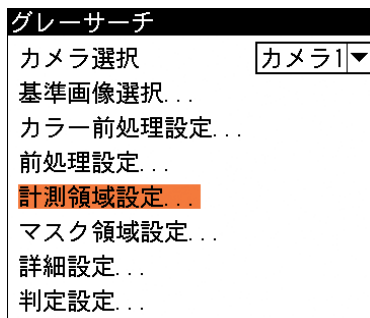 グレーサーチ
カメラ選択 カメラ1▼
基準画像選択...
カラー前処理設定...
前処理設定...
計測領域設定...
マスク領域設定...
詳細設定...
判定設定...